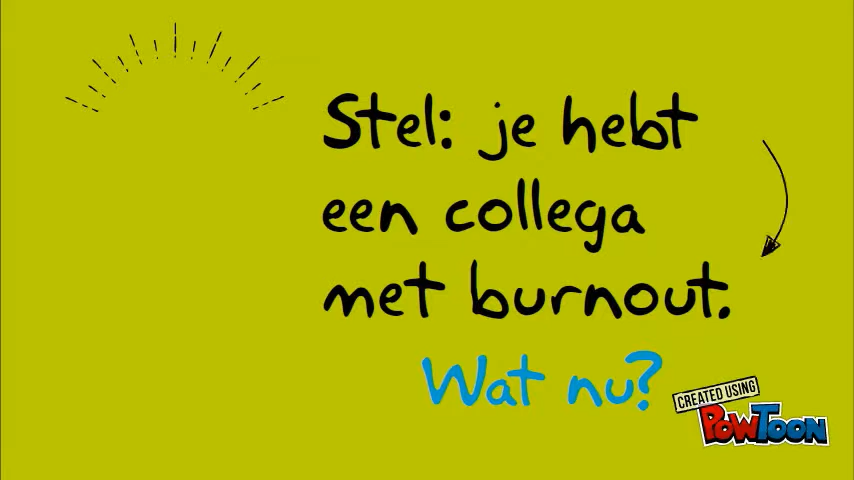 Stel: je hebt
een collega
met burnout.
Wat nu?
CREATED USING
POWTOON